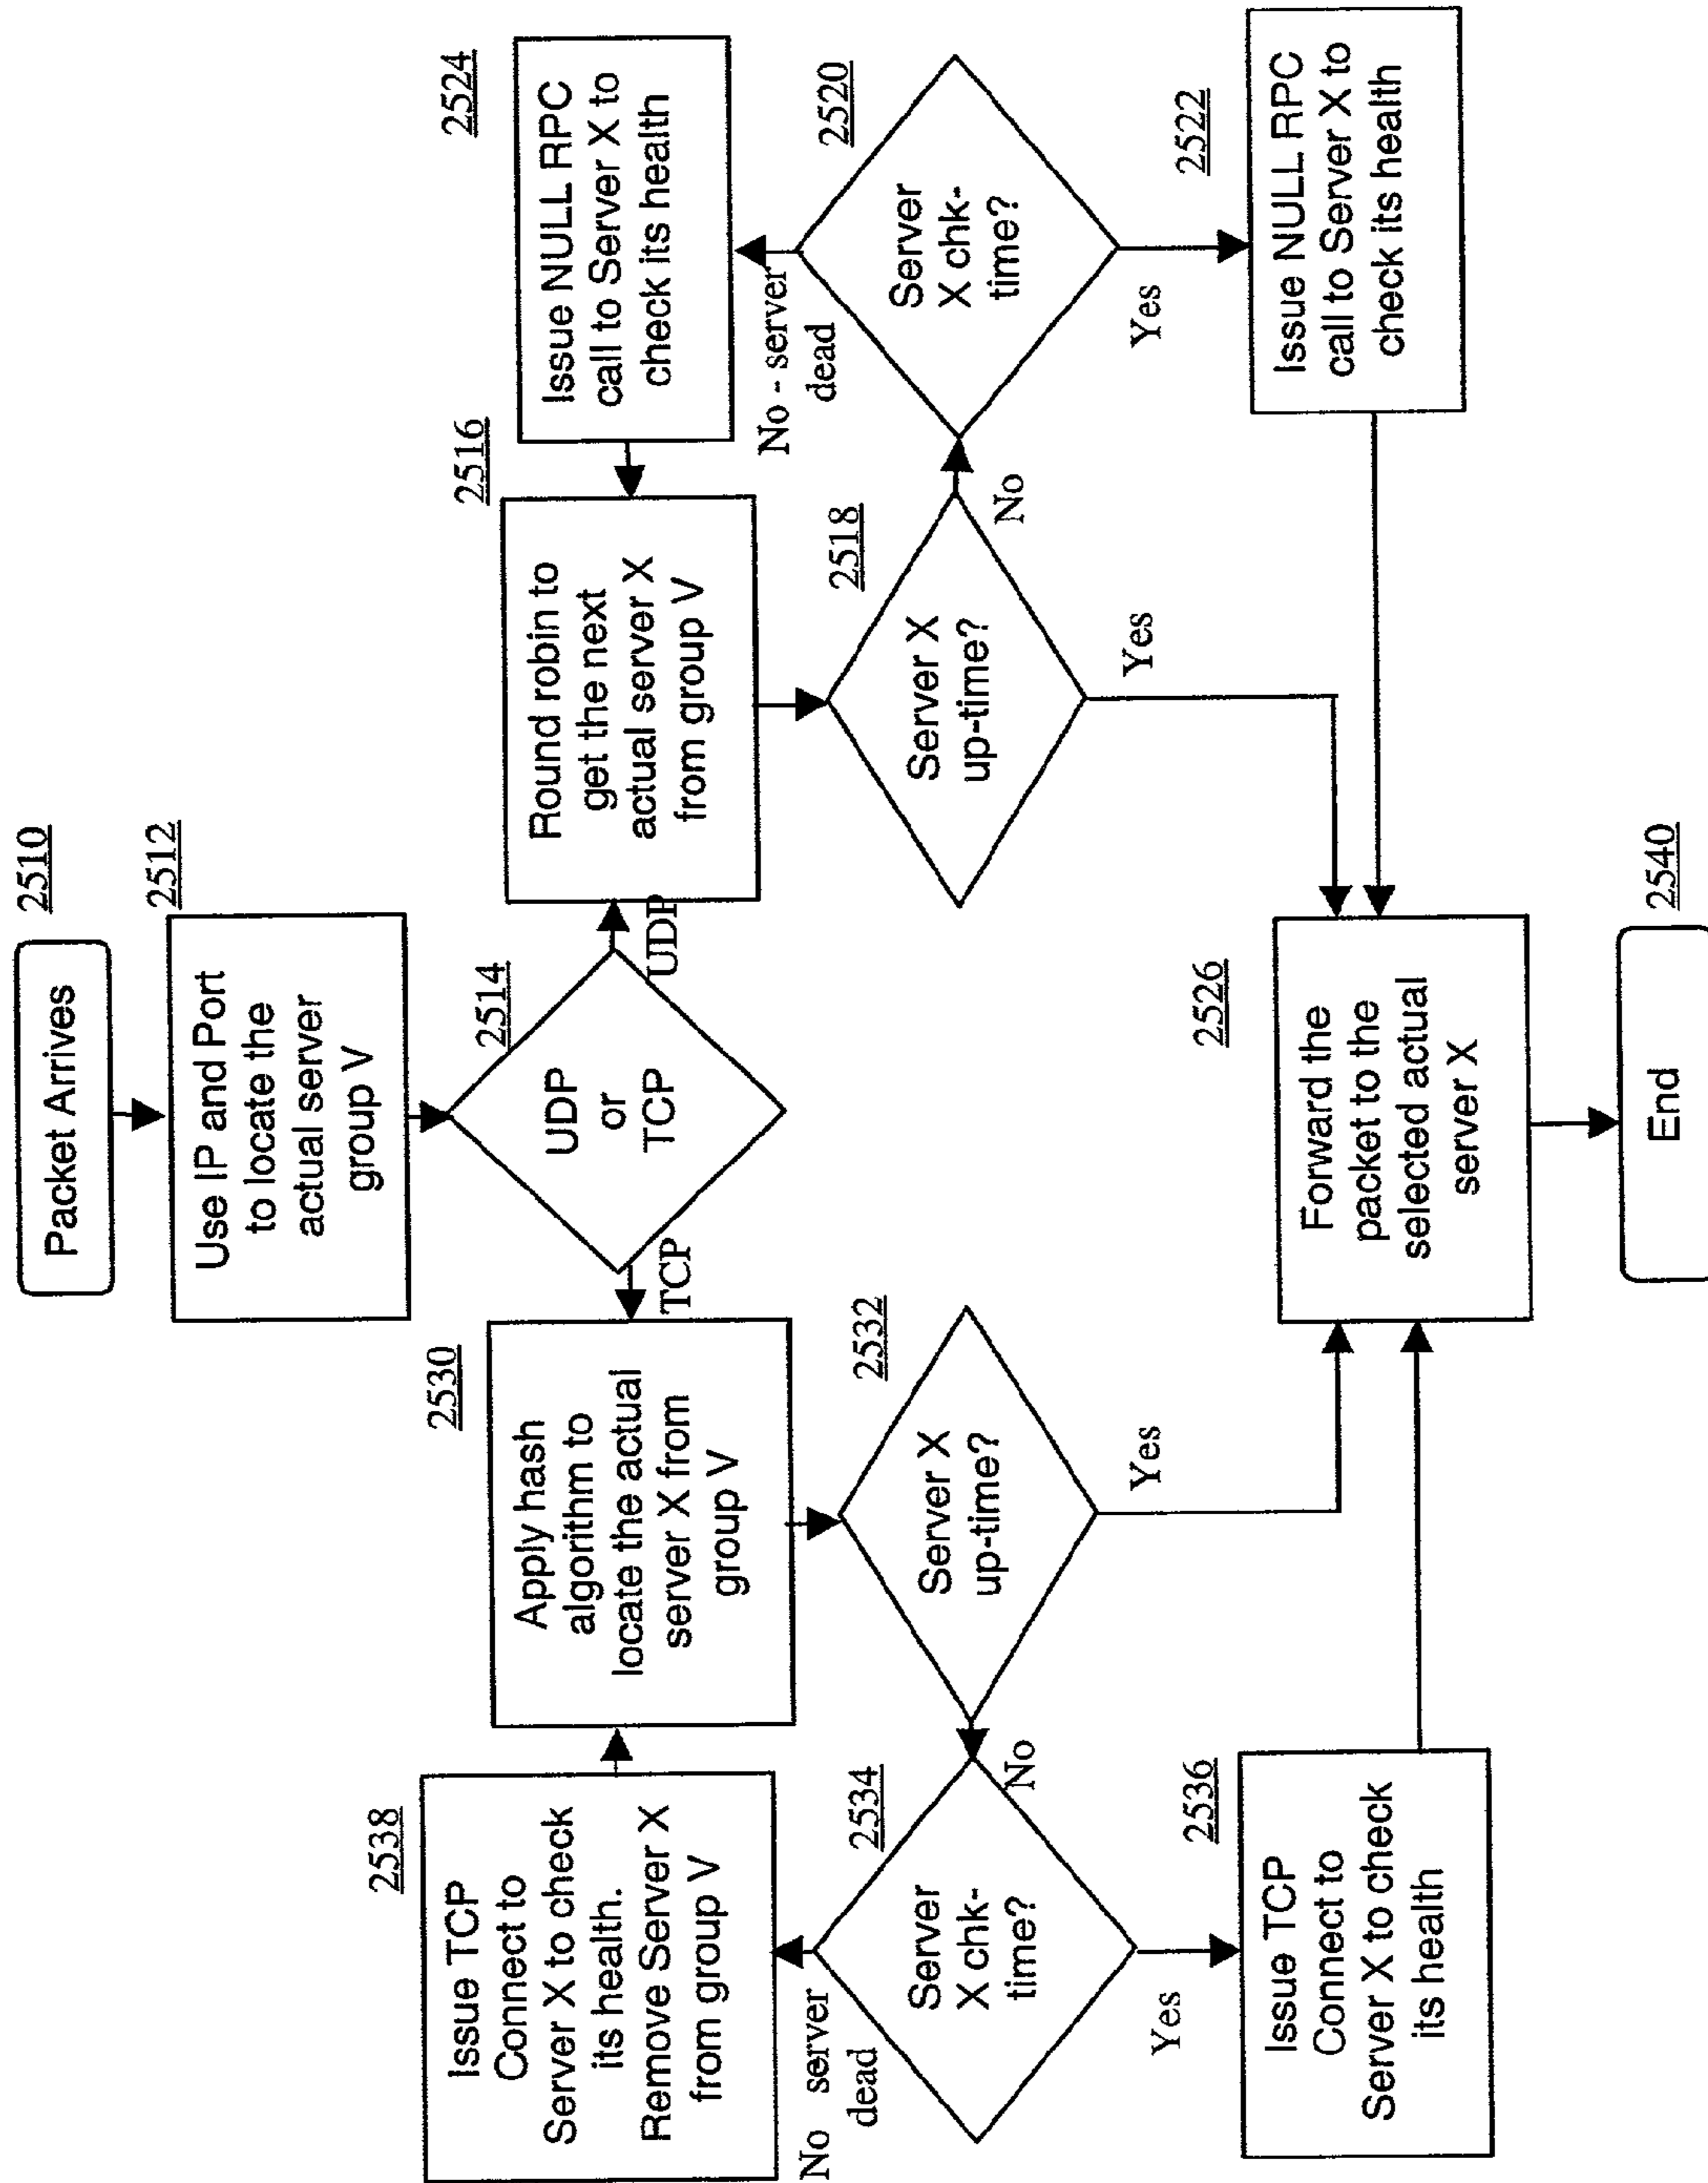 2510
Packet Arrives
2512
Use IP and Port
to locate the
actual server
group V
2514
UDP
or
TCP
TCP
UDP
2538
Issue TCP
Connect to
Server X to check
its health.
Remove Server X
from group V
2530
Apply hash
algorithm to
locate the actual
server X from
group V
2516
Round robin to
get the next
actual server X
from group V
2524
Issue NULL RPC
call to Server X to
check its health
No server
dead
2534
Server
X chk-
time?
No
Yes
2532
Server X
up-time?
Yes
2518
Server X
up-time?
No
Yes
No - server
dead
2520
Server
X chk-
time?
Yes
2536
Issue TCP
Connect to
Server X to check
its health
2526
Forward the
packet to the
selected actual
server X
2522
Issue NULL RPC
call to Server X to
check its health
2540
End